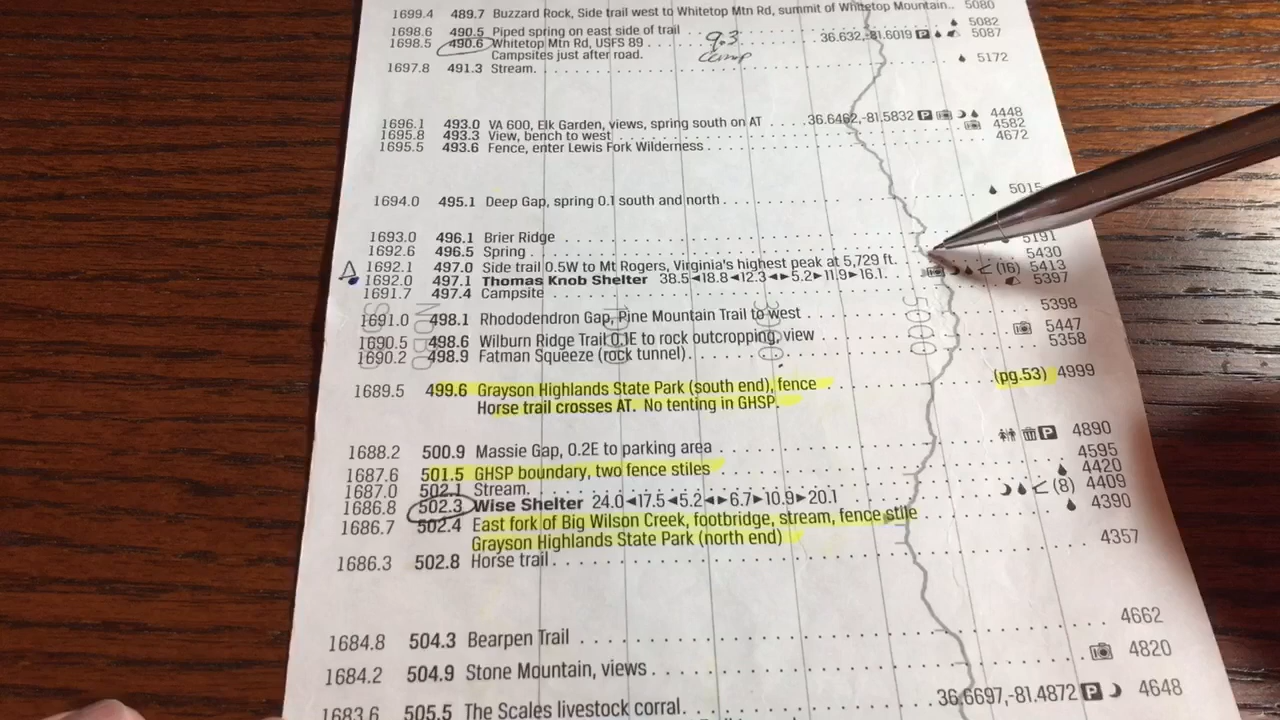 1699.4 489.7 Buzzard Rock, Side trail west to Whitetop Mtn Rd, summit of Whitetop Mountain.. 5080
1698.6 490.5 Piped spring on east side of trail 5082
1698.5 490.6 Whitetop Mtn Rd, USFS 89 36.632,-81.6019 P 5087
Campsites just after road.
9.3
camp
1697.8 491.3 Stream. 5172
1696.1 493.0 VA 600, Elk Garden, views, spring south on AT 36.6462,-81.5832 P 4448
1695.8 493.3 View, bench to west 4582
1695.5 493.6 Fence, enter Lewis Fork Wilderness 4672
1694.0 495.1 Deep Gap, spring 0.1 south and north 5015
1693.0 496.1 Brier Ridge 5191
1692.6 496.5 Spring 5430
1692.1 497.0 Side trail 0.5W to Mt Rogers, Virginia's highest peak at 5,729 ft. (16) 5413
1692.0 497.1 Thomas Knob Shelter 38.5◄18.8◄12.3◄►5.2►11.9►16.1 5397
1691.7 497.4 Campsite
1691.0 498.1 Rhododendron Gap, Pine Mountain Trail to west 5398
1690.5 498.6 Wilburn Ridge Trail 0.1E to rock outcropping, view 5447
1690.2 498.9 Fatman Squeeze (rock tunnel) 5358
NOBO
5000
1689.5 499.6 Grayson Highlands State Park (south end), fence (pg.53) 4999
Horse trail crosses AT. No tenting in GHSP.
1688.2 500.9 Massie Gap, 0.2E to parking area P 4890
1687.6 501.5 GHSP boundary, two fence stiles 4595
1687.0 502.1 Stream. 4420
1686.8 502.3 Wise Shelter 24.0◄17.5◄5.2◄►6.7►10.9►20.1 (8) 4409
1686.7 502.4 East fork of Big Wilson Creek, footbridge, stream, fence stile 4390
Grayson Highlands State Park (north end)
1686.3 502.8 Horse trail 4357
1684.8 504.3 Bearpen Trail 4662
1684.2 504.9 Stone Mountain, views 4820
1683.6 505.5 The Scales livestock corral. 36.6697,-81.4872 P 4648